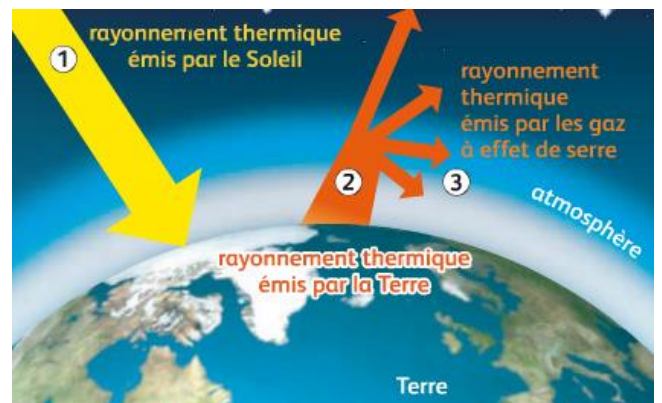 1
rayonnement thermique
émis par le Soleil
rayonnement
thermique
émis par les gaz
à effet de serre
2
3
atmosphère
rayonnement thermique
émis par la Terre
Terre